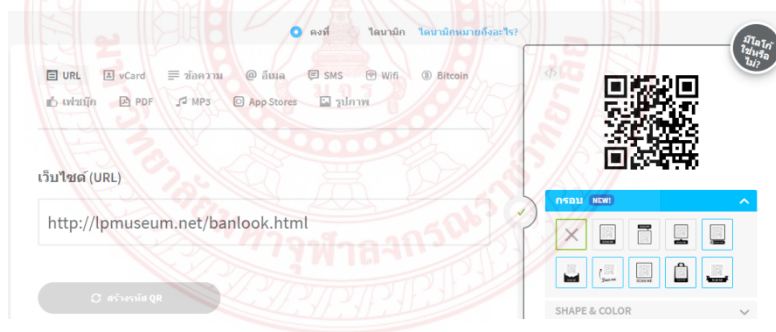 คงที่ ไดนามิก ไดนามิกหมายถึงอะไร?
มีโลโก้
ใช่หรือ
ไม่?
URL vCard ข้อความ @ อีเมล SMS Wifi Bitcoin
เฟซบุ๊ก PDF MP3 App Stores รูปภาพ
เว็บไซต์ (URL)
http://lpmuseum.net/banlook.html
สร้างรหัส QR
กรอบ NEW!
SHAPE & COLOR